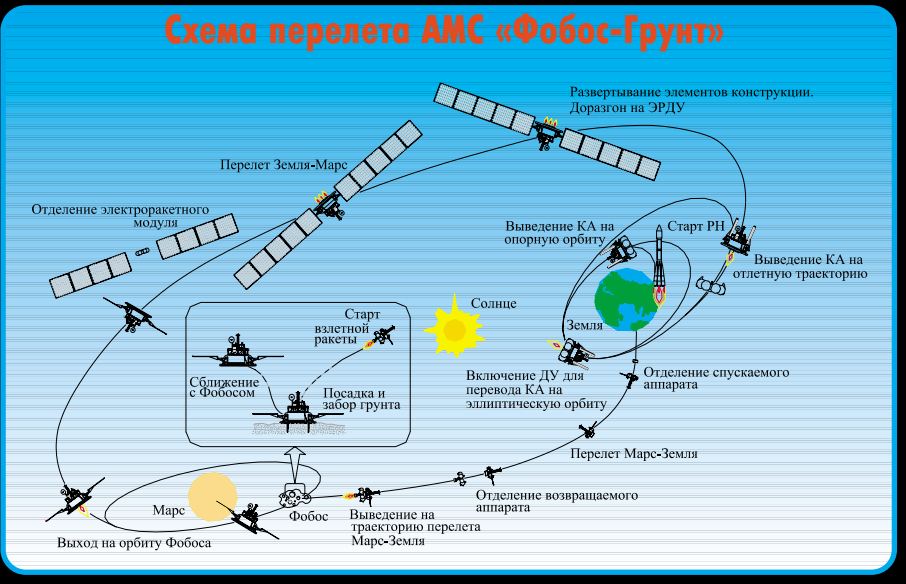 Схема перелета АМС «Фобос-Грунт»
Развертывание элементов конструкции.
Доразгон на ЭРДУ
Перелет Земля-Марс
Отделение электроракетного
модуля
Выведение КА на
опорную орбиту
Старт РН
Выведение КА на
отлетную траекторию
Солнце
Земля
Старт
взлетной
ракеты
Сближение
с Фобосом
Посадка и
забор грунта
Включение ДУ для
перевода КА на
эллиптическую орбиту
Отделение спускаемого
аппарата
Перелет Марс-Земля
Отделение возвращаемого
аппарата
Марс
Фобос
Выведение на
траекторию перелета
Марс-Земля
Выход на орбиту Фобоса